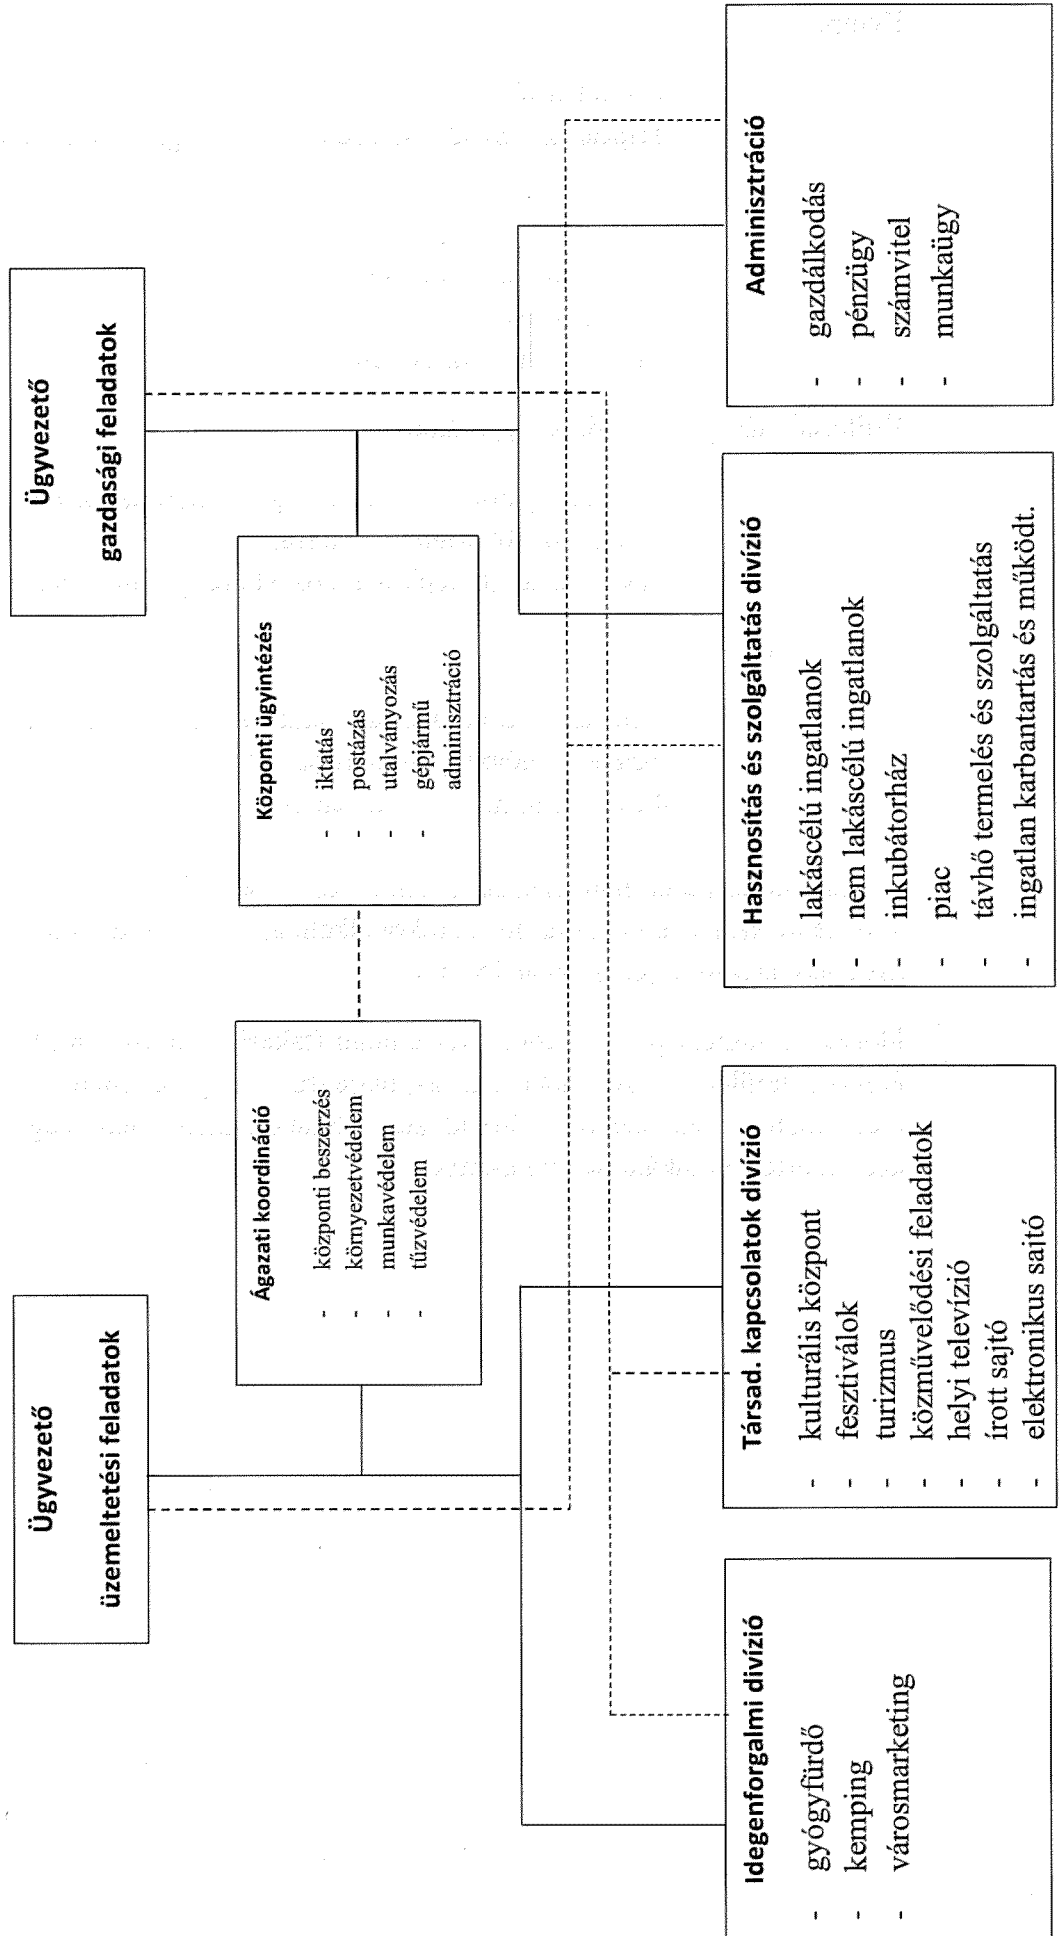 Ügyvezető
üzemeltetési feladatok
Ügyvezető
gazdasági feladatok
Ágazati koordináció
- központi beszerzés
- környezetvédelem
- munkavédelem
- tűzvédelem
Központi ügyintézés
- iktatás
- postázás
- utalványozás
- gépjármű
adminisztráció
Idegenforgalmi divízió
- gyógyfürdő
- kemping
- városmarketing
Társad. kapcsolatok divízió
- kulturális központ
- fesztiválok
- turizmus
- közművelődési feladatok
- helyi televízió
- írott sajtó
- elektronikus sajtó
Hasznosítás és szolgáltatás divízió
- lakáscélú ingatlanok
- nem lakáscélú ingatlanok
- inkubátorház
- piac
- távhő termelés és szolgáltatás
- ingatlan karbantartás és működt.
Adminisztráció
- gazdálkodás
- pénzügy
- számvitel
- munkaügy